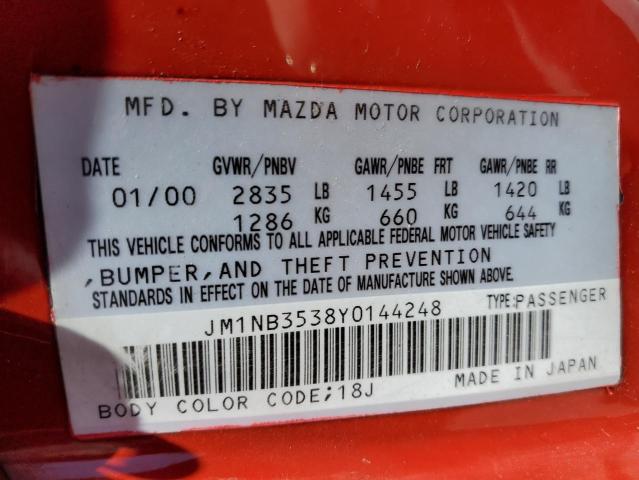 MFD. BY MAZDA MOTOR CORPORATION
DATE GVWR/PNBV GAWR/PNBE FRT GAWR/PNBE RR
01/00 2835 LB 1455 LB 1420 LB
1286 KG 660 KG 644 KG
THIS VEHICLE CONFORMS TO ALL APPLICABLE FEDERAL MOTOR VEHICLE SAFETY
,BUMPER,AND THEFT PREVENTION
STANDARDS IN EFFECT ON THE DATE OF MANUFACTURE SHOWN ABOVE.
JM1NB3538Y0144248 TYPE:PASSENGER
BODY COLOR CODE;18J MADE IN JAPAN